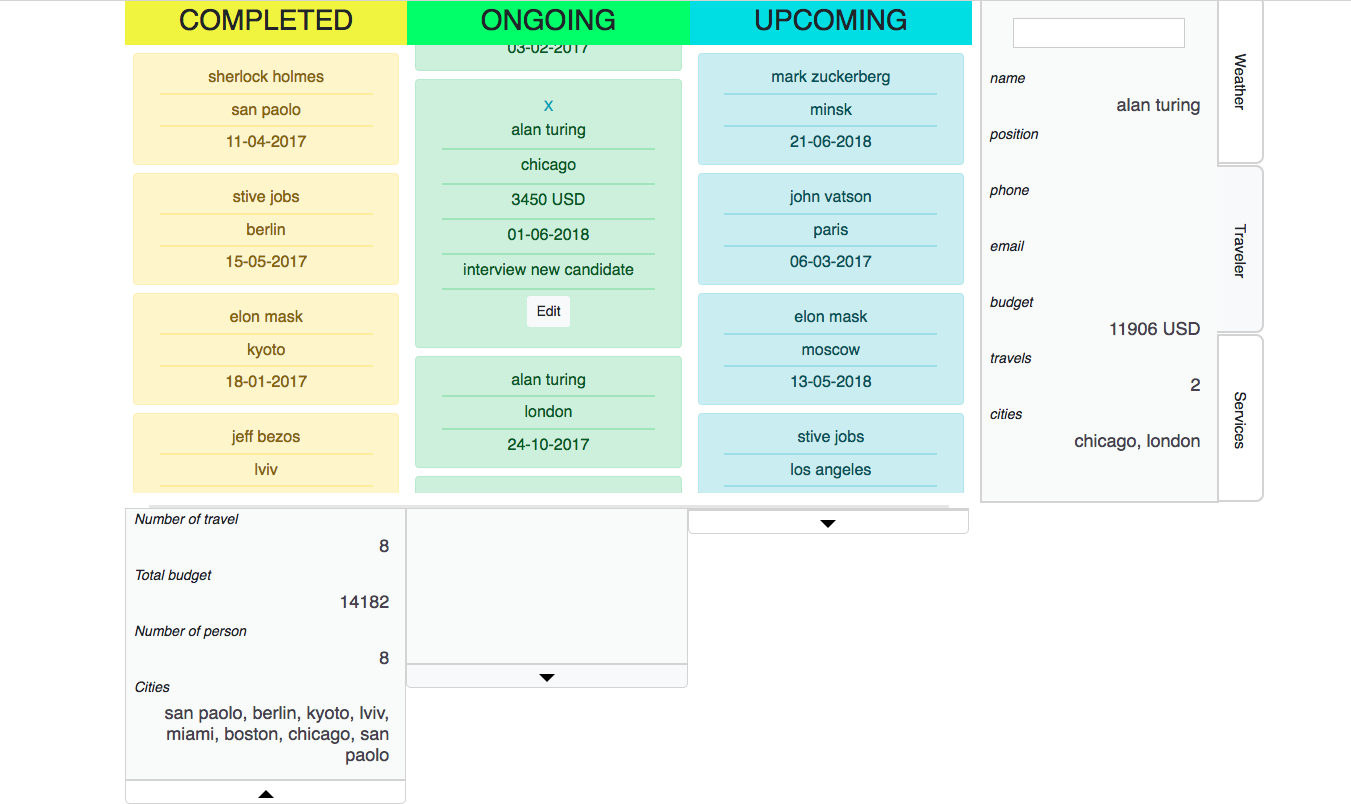 COMPLETED
sherlock holmes
san paolo
11-04-2017
stive jobs
berlin
15-05-2017
elon mask
kyoto
18-01-2017
jeff bezos
lviv
ONGOING
03-02-2017
X
alan turing
chicago
3450 USD
01-06-2018
interview new candidate
Edit
alan turing
london
24-10-2017
UPCOMING
mark zuckerberg
minsk
21-06-2018
john vatson
paris
06-03-2017
elon mask
moscow
13-05-2018
stive jobs
los angeles
name
alan turing
position
phone
email
budget
11906 USD
travels
2
cities
chicago, london
Weather
Traveler
Services
Number of travel
8
Total budget
14182
Number of person
8
Cities
san paolo, berlin, kyoto, lviv,
miami, boston, chicago, san
paolo